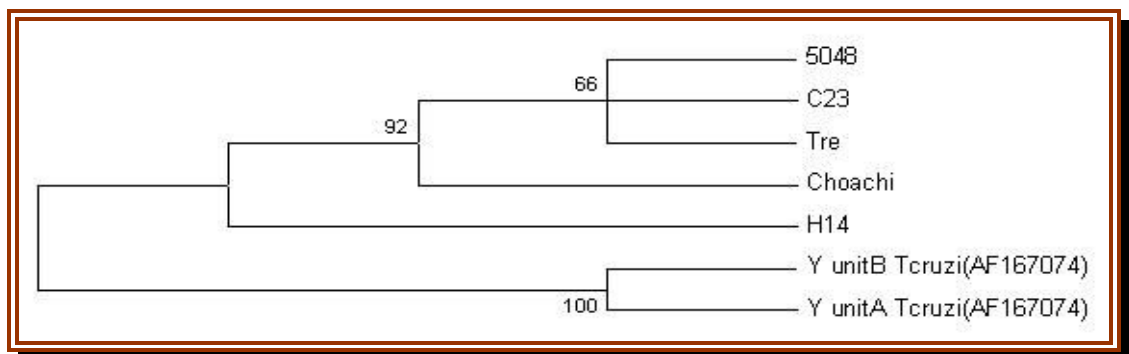 5048
66
C23
92
Tre
Choachi
H14
Y unitB Tcruzi(AF167074)
100
Y unitA Tcruzi(AF167074)